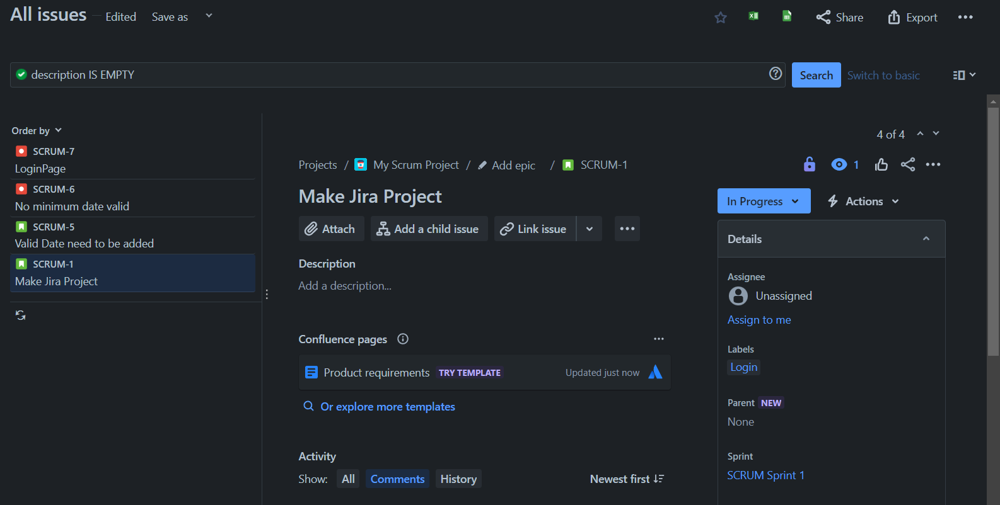 All issues
Edited
Save as
Share
Export
description IS EMPTY
Search
Switch to basic
Order by
SCRUM-7
LoginPage
SCRUM-6
No minimum date valid
SCRUM-5
Valid Date need to be added
SCRUM-1
Make Jira Project
4 of 4
Projects / My Scrum Project / Add epic / SCRUM-1
1
Make Jira Project
Attach
Add a child issue
Link issue
Description
Add a description...
Confluence pages
Product requirements TRY TEMPLATE
Updated just now
Or explore more templates
Activity
Show: All Comments History
Newest first
In Progress
Actions
Details
Assignee
Unassigned
Assign to me
Labels
Login
Parent NEW
None
Sprint
SCRUM Sprint 1